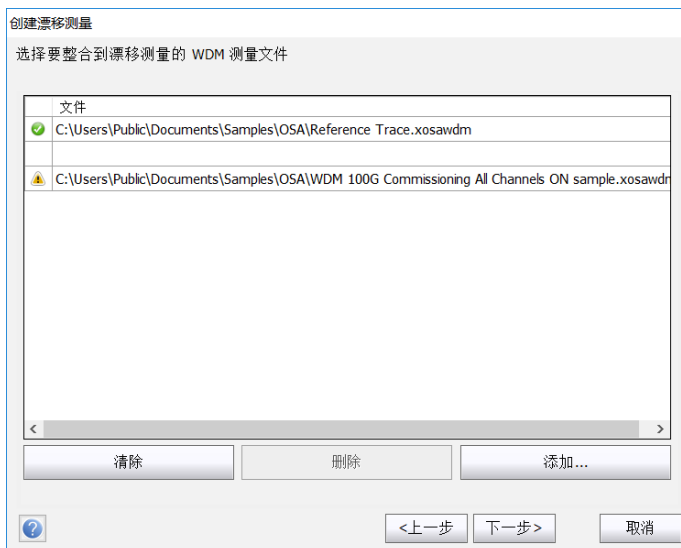 创建漂移测量
选择要整合到漂移测量的 WDM 测量文件
文件
C:\Users\Public\Documents\Samples\OSA\Reference Trace.xosawdm
C:\Users\Public\Documents\Samples\OSA\WDM 100G Commissioning All Channels ON sample.xosawdm
清除 删除 添加...
<上一步 下一步> 取消